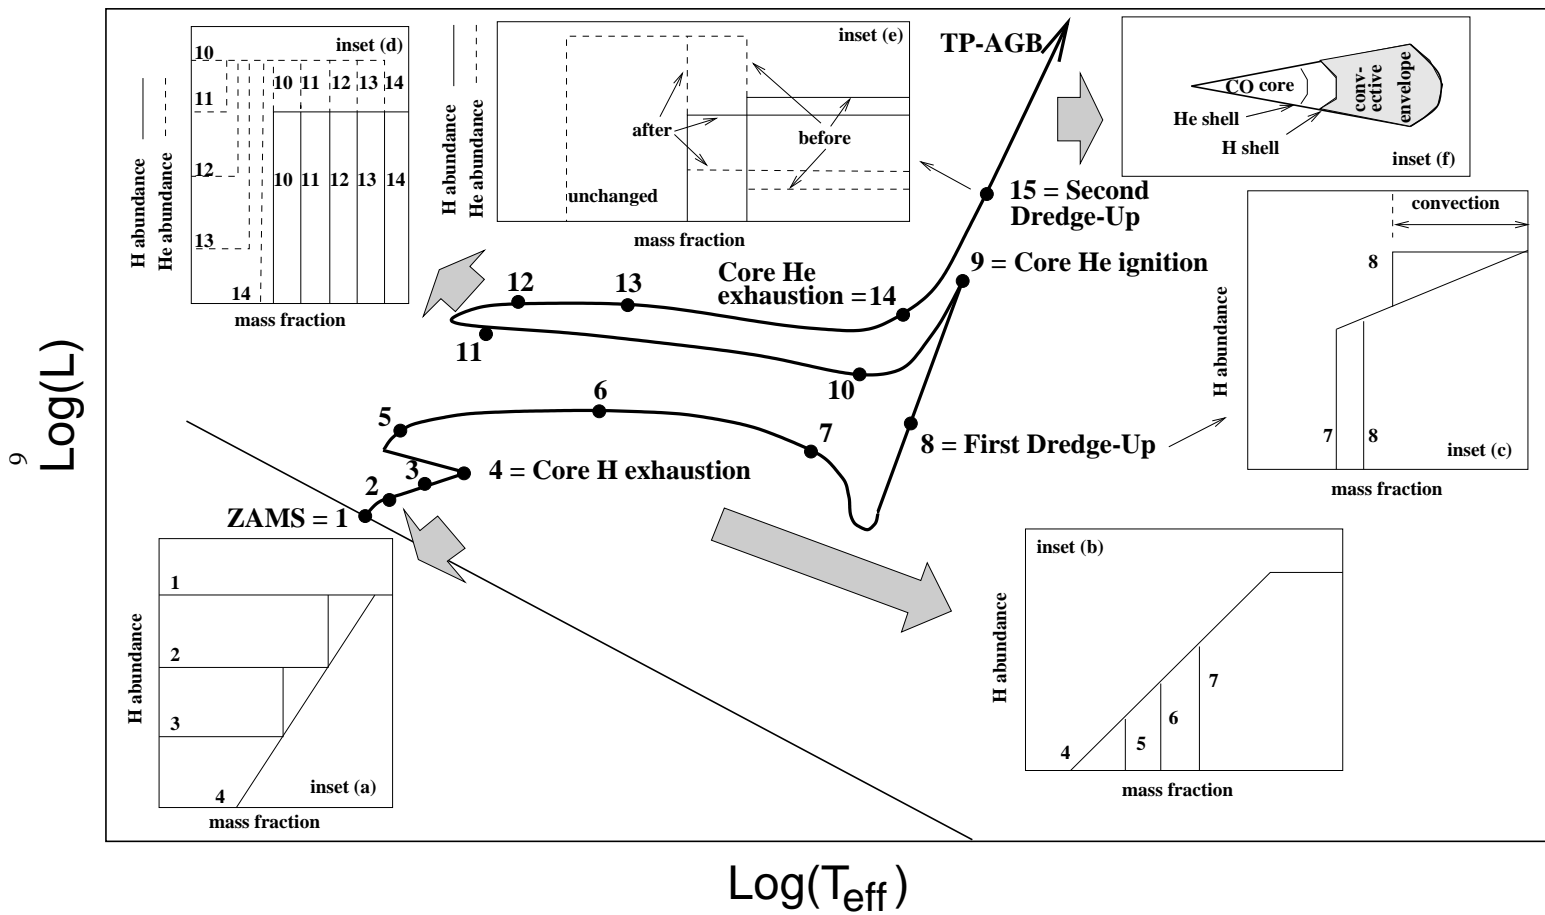 TP-AGB
inset (d)
10
11
12
13
14
10
11
12
13
14
10
11
12
13
14
H abundance
He abundance
mass fraction
inset (e)
after
before
unchanged
H abundance
He abundance
mass fraction
CO core
conv-
ective
envelope
He shell
H shell
inset (f)
15 = Second
Dredge-Up
9 = Core He ignition
Core He
exhaustion = 14
convection
8
7
8
inset (c)
H abundance
mass fraction
12
13
11
10
6
5
7
8 = First Dredge-Up
3
4 = Core H exhaustion
2
ZAMS = 1
1
2
3
4
inset (a)
H abundance
mass fraction
inset (b)
4
5
6
7
H abundance
mass fraction
9
Log(L)
Log(Teff)